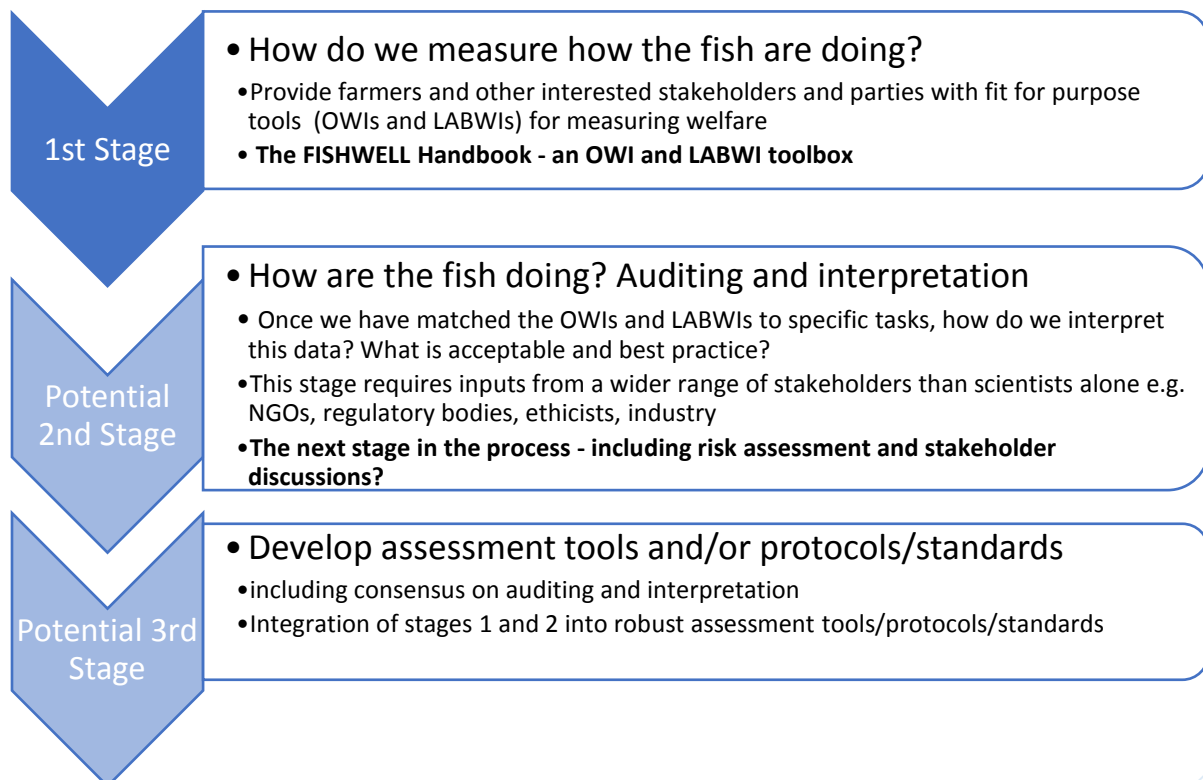 1st Stage
• How do we measure how the fish are doing?
•Provide farmers and other interested stakeholders and parties with fit for purpose
tools (OWIs and LABWIs) for measuring welfare
• The FISHWELL Handbook - an OWI and LABWI toolbox
Potential
2nd Stage
• How are the fish doing? Auditing and interpretation
• Once we have matched the OWIs and LABWIs to specific tasks, how do we interpret
this data? What is acceptable and best practice?
•This stage requires inputs from a wider range of stakeholders than scientists alone e.g.
NGOs, regulatory bodies, ethicists, industry
•The next stage in the process - including risk assessment and stakeholder
discussions?
Potential 3rd
Stage
• Develop assessment tools and/or protocols/standards
•including consensus on auditing and interpretation
•Integration of stages 1 and 2 into robust assessment tools/protocols/standards